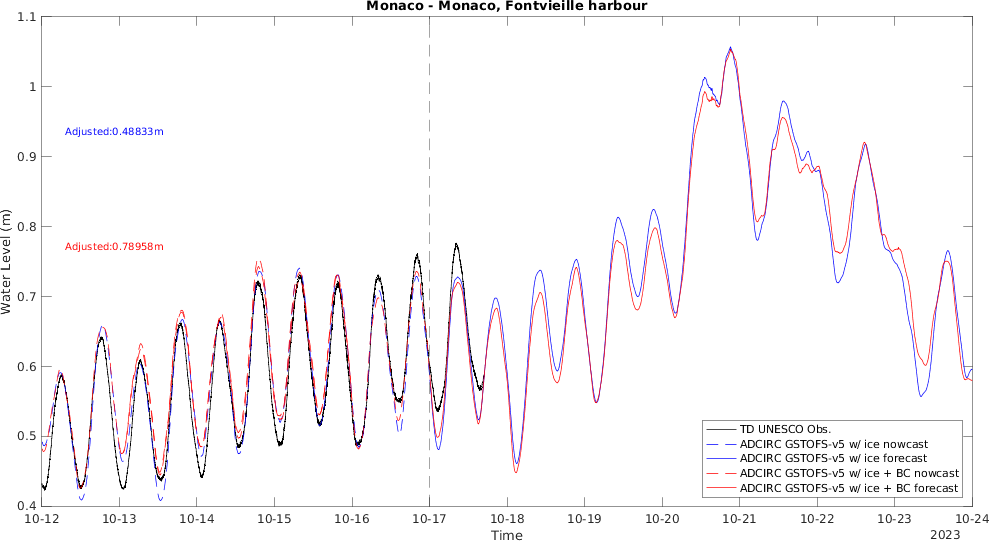 Monaco - Monaco, Fontvieille harbour
1.1
1
0.9
0.8
0.7
0.6
0.5
0.4
Water Level (m)
Adjusted:0.48833m
Adjusted:0.78958m
TD UNESCO Obs.
ADCIRC GSTOFS-v5 w/ ice nowcast
ADCIRC GSTOFS-v5 w/ ice forecast
ADCIRC GSTOFS-v5 w/ ice + BC nowcast
ADCIRC GSTOFS-v5 w/ ice + BC forecast
10-12 10-13 10-14 10-15 10-16 10-17 10-18 10-19 10-20 10-21 10-22 10-23 10-24
Time
2023